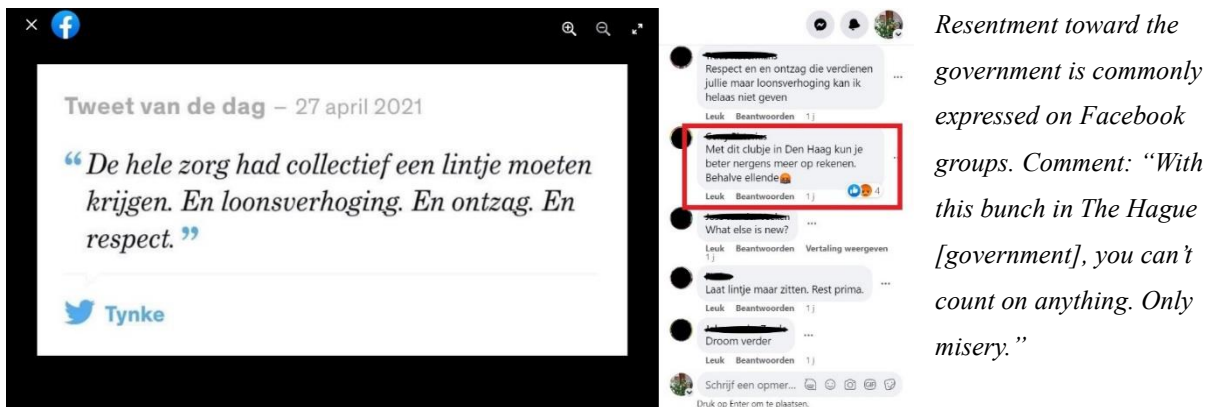 Tweet van de dag – 27 april 2021
“De hele zorg had collectief een lintje moeten
krijgen. En loonsverhoging. En ontzag. En
respect.”
Tynke
Respect en en ontzag die verdienen
jullie maar loonsverhoging kan ik
helaas niet geven
Leuk Beantwoorden 1 j
Met dit clubje in Den Haag kun je
beter nergens meer op rekenen.
Behalve ellende
4
Leuk Beantwoorden 1 j
What else is new?
Leuk Beantwoorden Vertaling weergeven
1 j
Laat lintje maar zitten. Rest prima.
Leuk Beantwoorden 1 j
Droom verder
Leuk Beantwoorden 1 j
Schrijf een opmer...
Druk op Enter om te plaatsen.
Resentment toward the
government is commonly
expressed on Facebook
groups. Comment: “With
this bunch in The Hague
[government], you can’t
count on anything. Only
misery.”